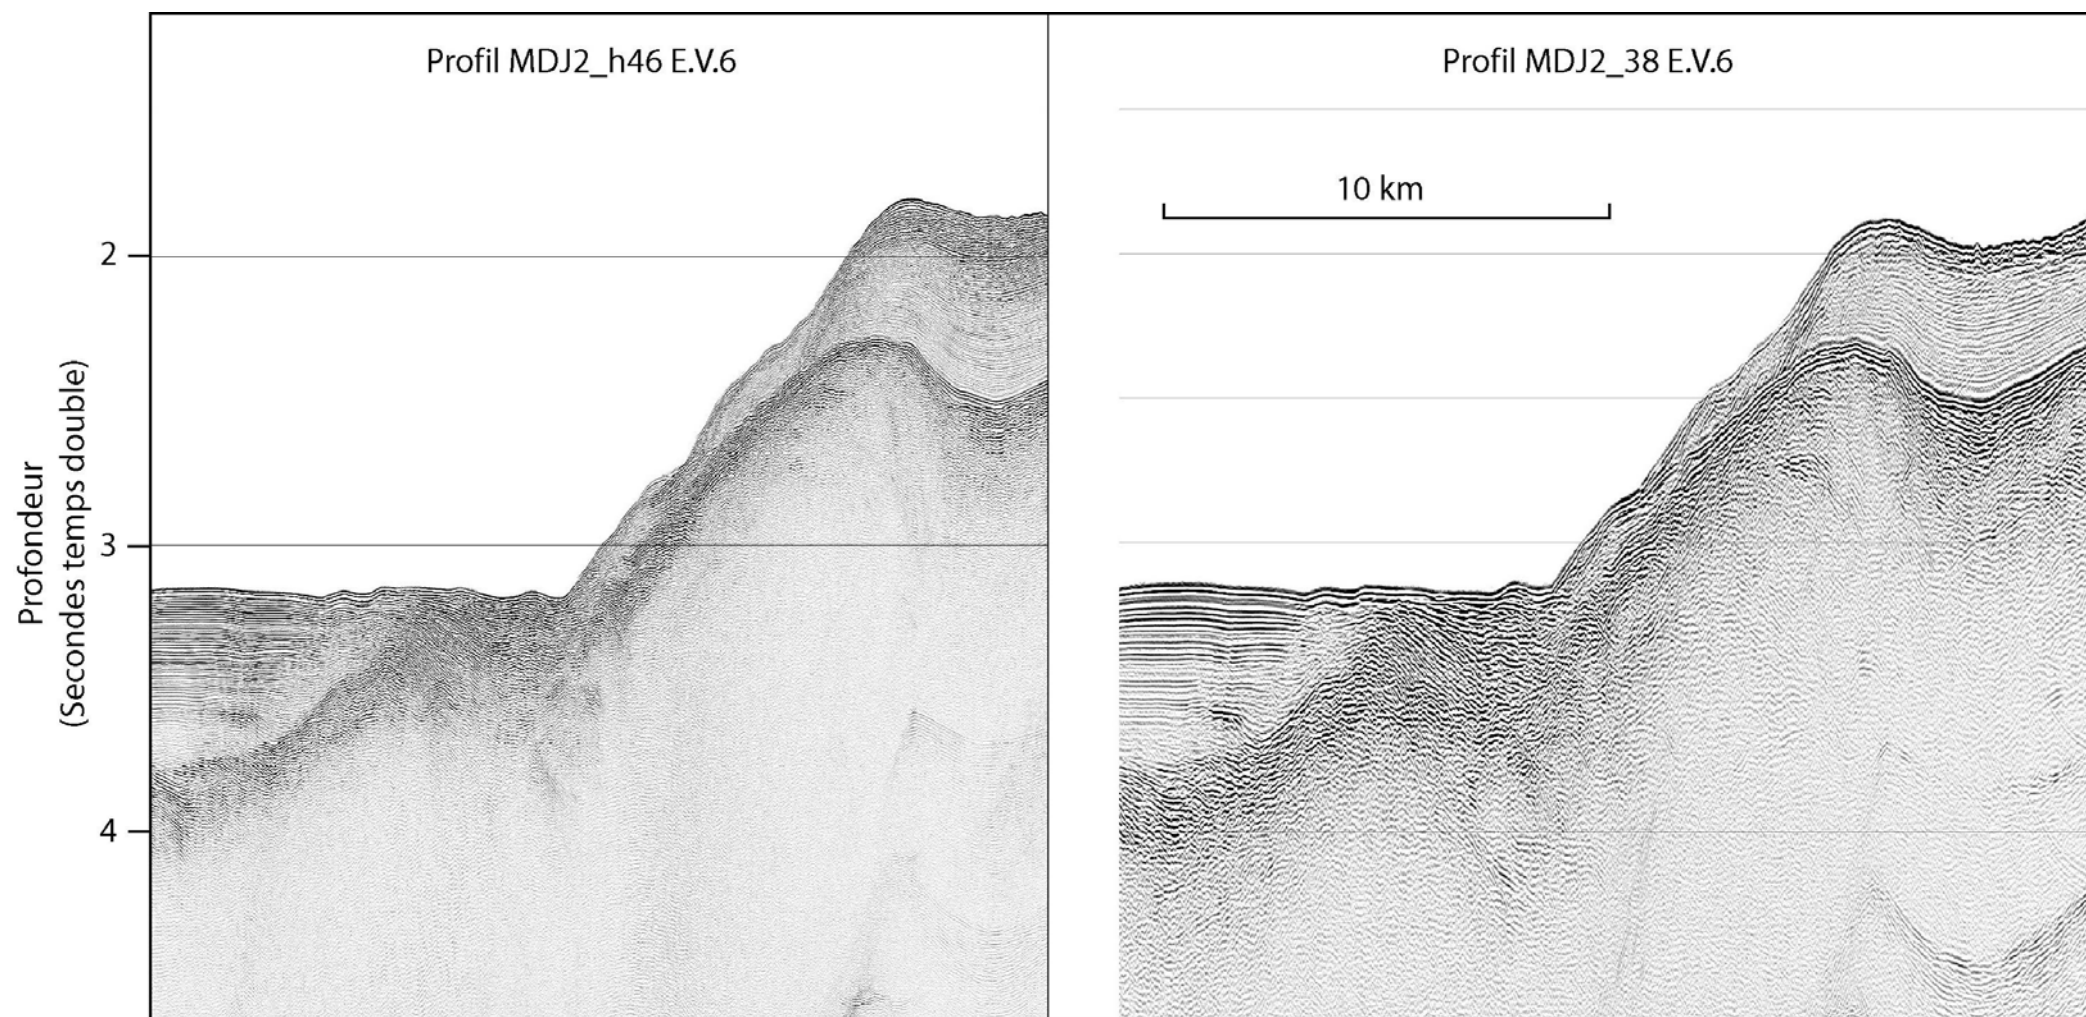 Profil MDJ2_h46 E.V.6
Profil MDJ2_38 E.V.6
10 km
2
3
4
Profondeur
(Secondes temps double)